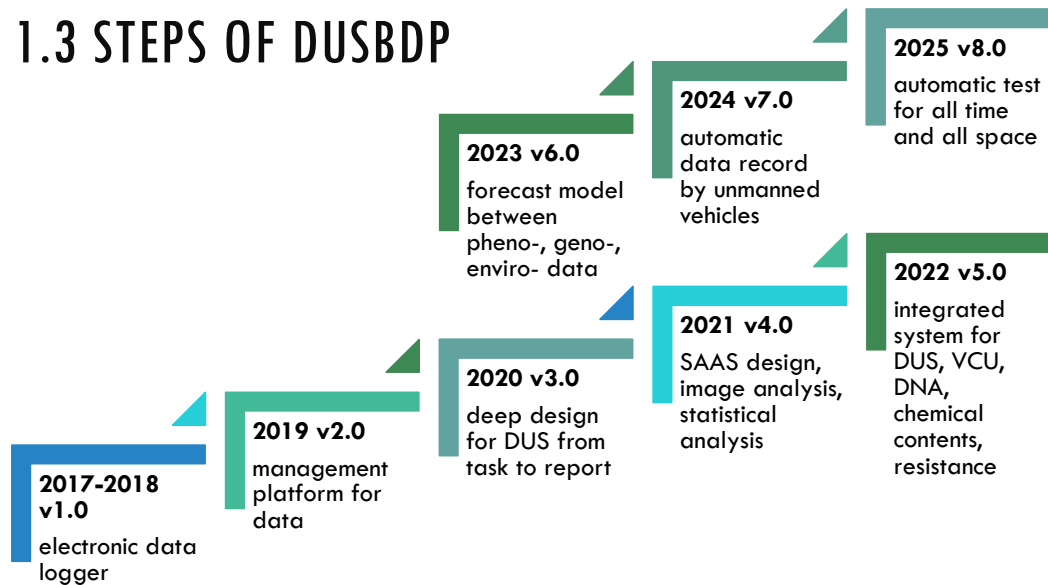 1.3 STEPS OF DUSBDP
2017-2018
v1.0
electronic data
logger
2019 v2.0
management
platform for
data
2020 v3.0
deep design
for DUS from
task to report
2021 v4.0
SAAS design,
image analysis,
statistical
analysis
2022 v5.0
integrated
system for
DUS, VCU,
DNA,
chemical
contents,
resistance
2023 v6.0
forecast model
between
pheno-, geno-,
enviro- data
2024 v7.0
automatic
data record
by unmanned
vehicles
2025 v8.0
automatic test
for all time
and all space